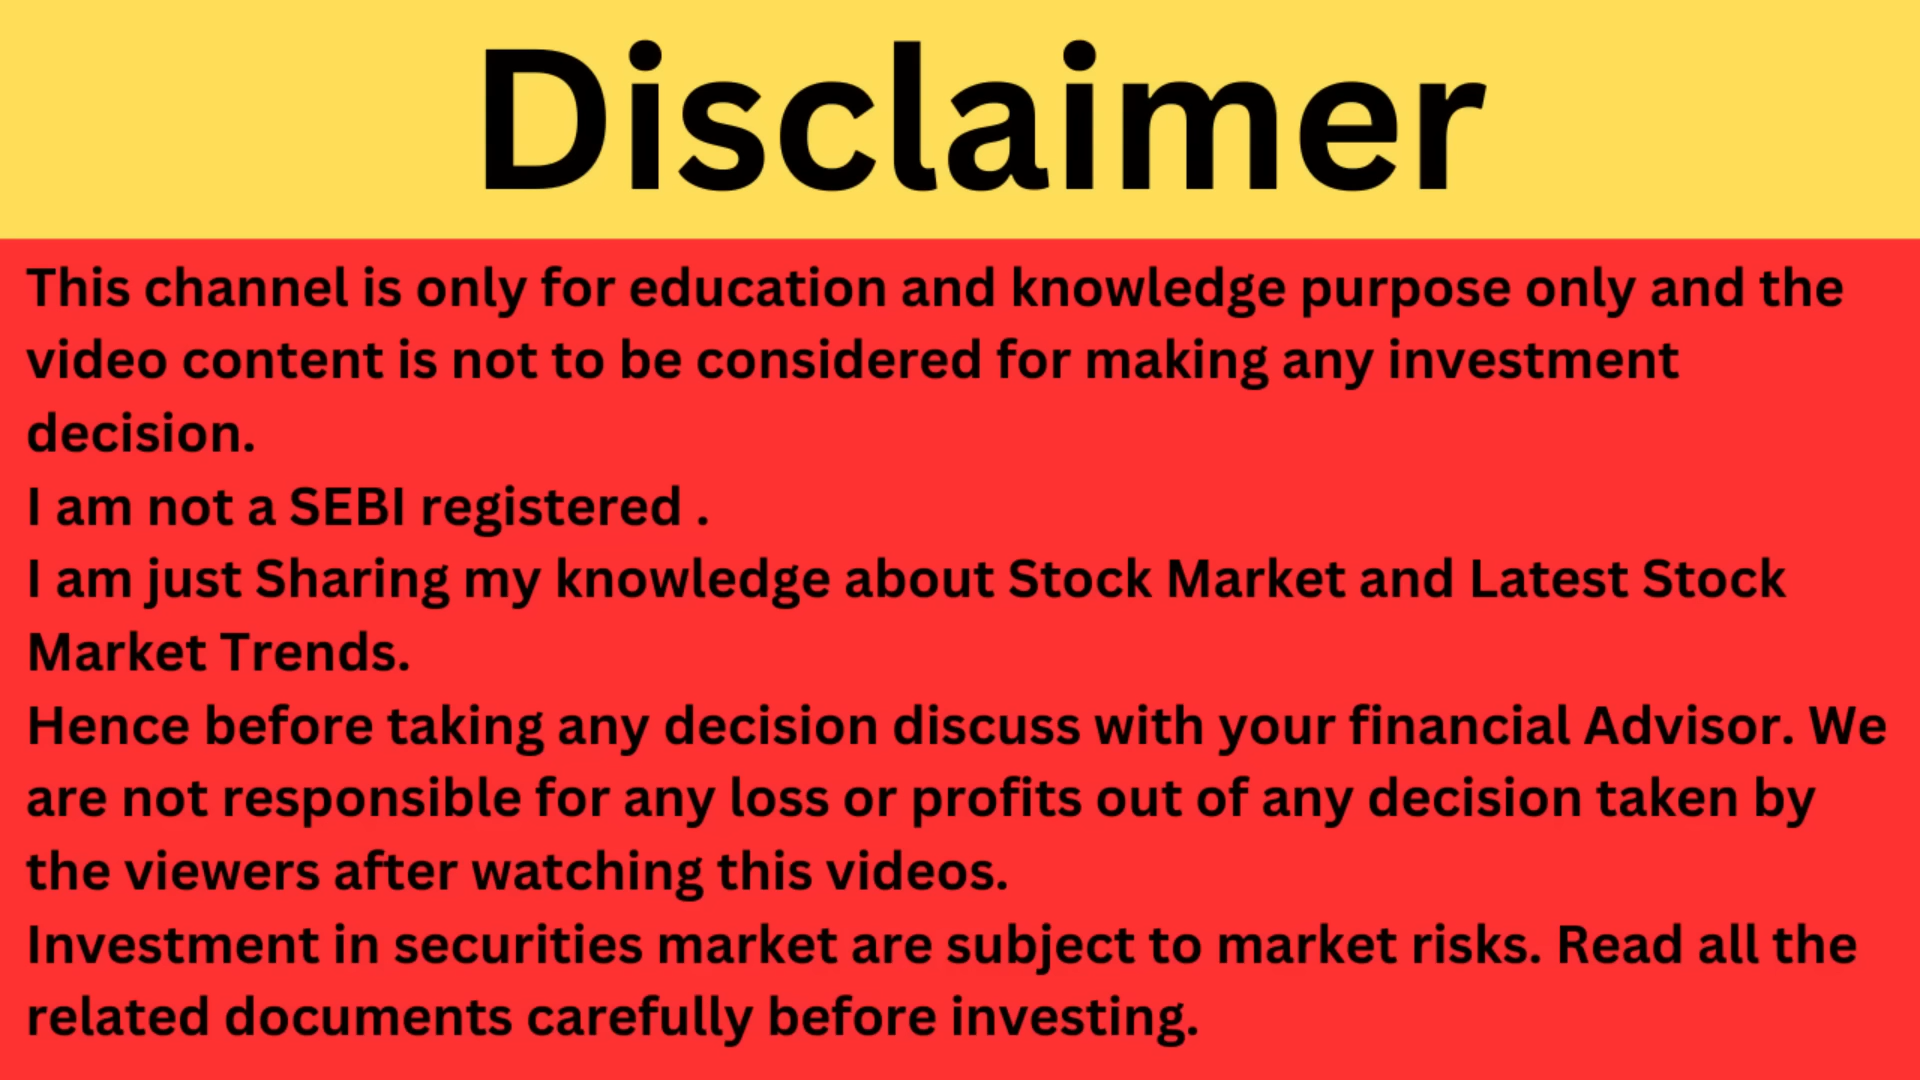 Disclaimer
This channel is only for education and knowledge purpose only and the
video content is not to be considered for making any investment
decision.
I am not a SEBI registered .
I am just Sharing my knowledge about Stock Market and Latest Stock
Market Trends.
Hence before taking any decision discuss with your financial Advisor. We
are not responsible for any loss or profits out of any decision taken by
the viewers after watching this videos.
Investment in securities market are subject to market risks. Read all the
related documents carefully before investing.